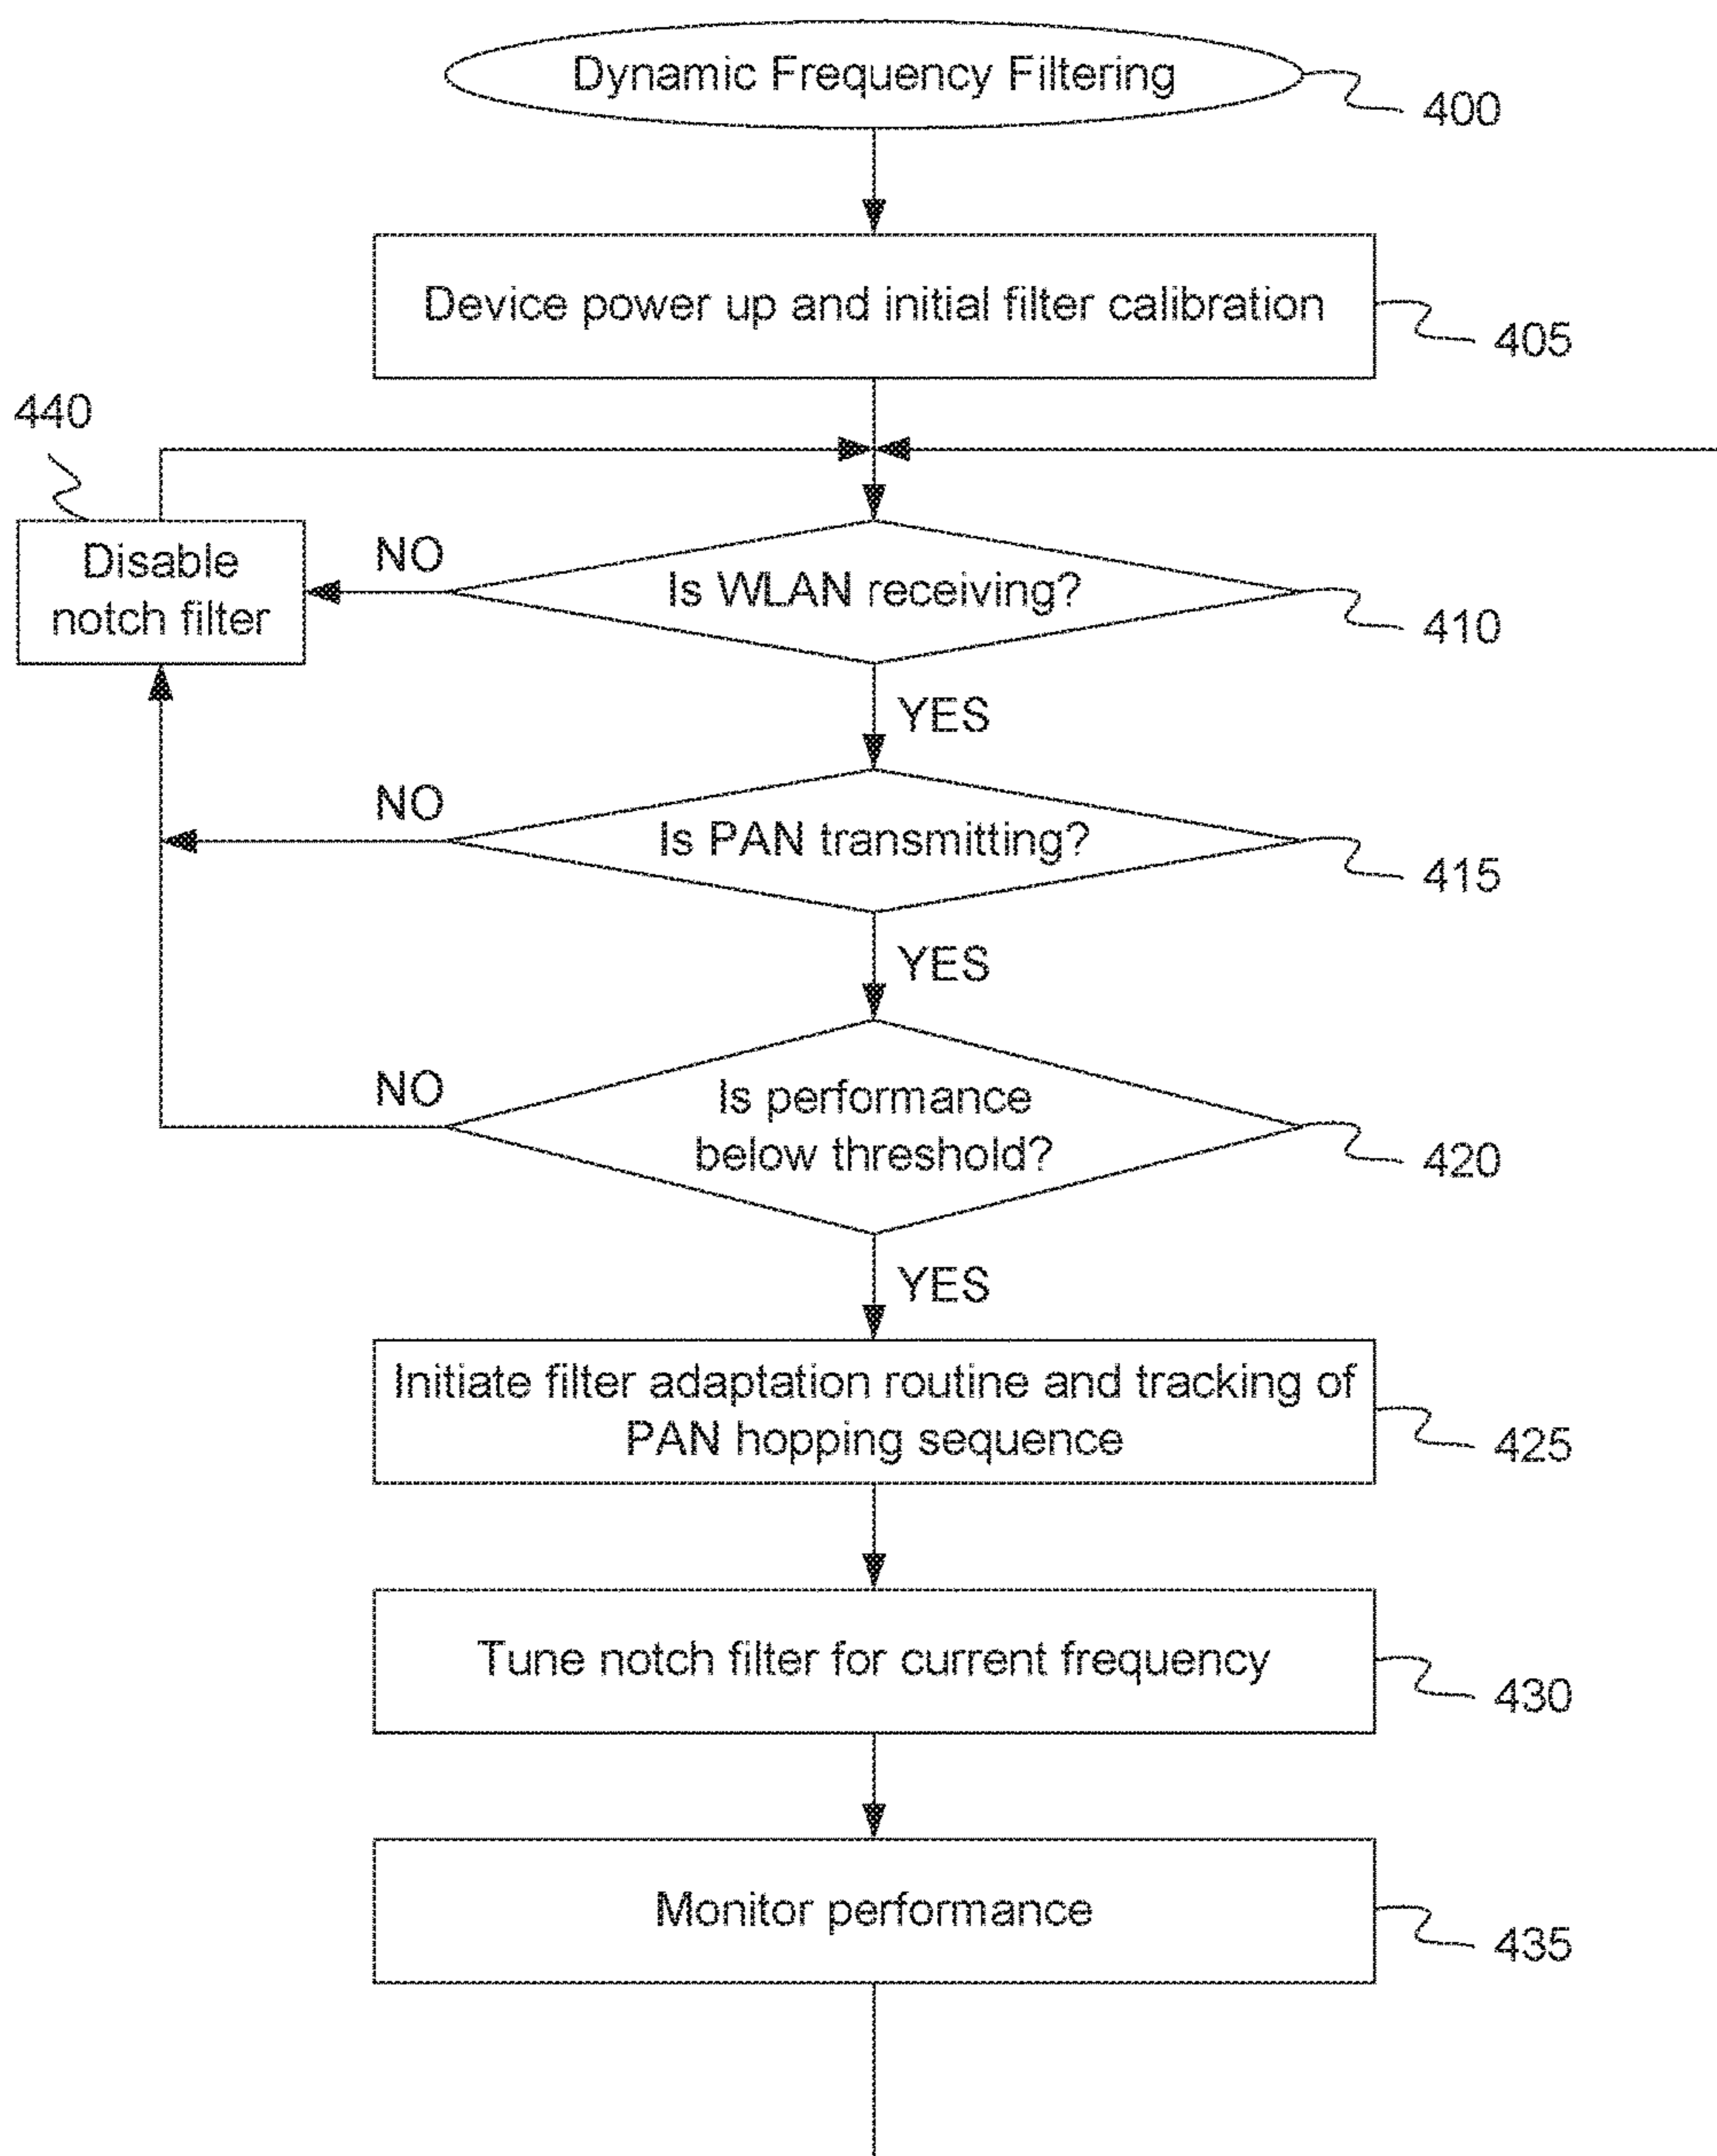 Dynamic Frequency Filtering
400
Device power up and initial filter calibration
405
440
Disable
notch filter
NO
Is WLAN receiving?
410
YES
NO
Is PAN transmitting?
415
YES
NO
Is performance
below threshold?
420
YES
Initiate filter adaptation routine and tracking of
PAN hopping sequence
425
Tune notch filter for current frequency
430
Monitor performance
435